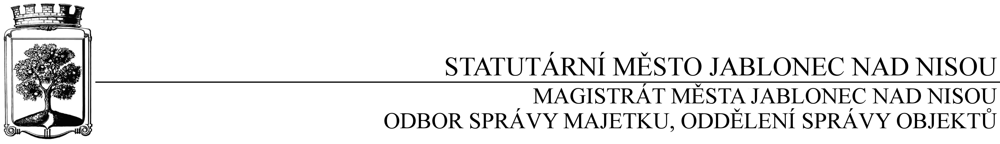 STATUTÁRNÍ MĚSTO JABLONEC NAD NISOU
MAGISTRÁT MĚSTA JABLONEC NAD NISOU
ODBOR SPRÁVY MAJETKU, ODDĚLENÍ SPRÁVY OBJEKTŮ